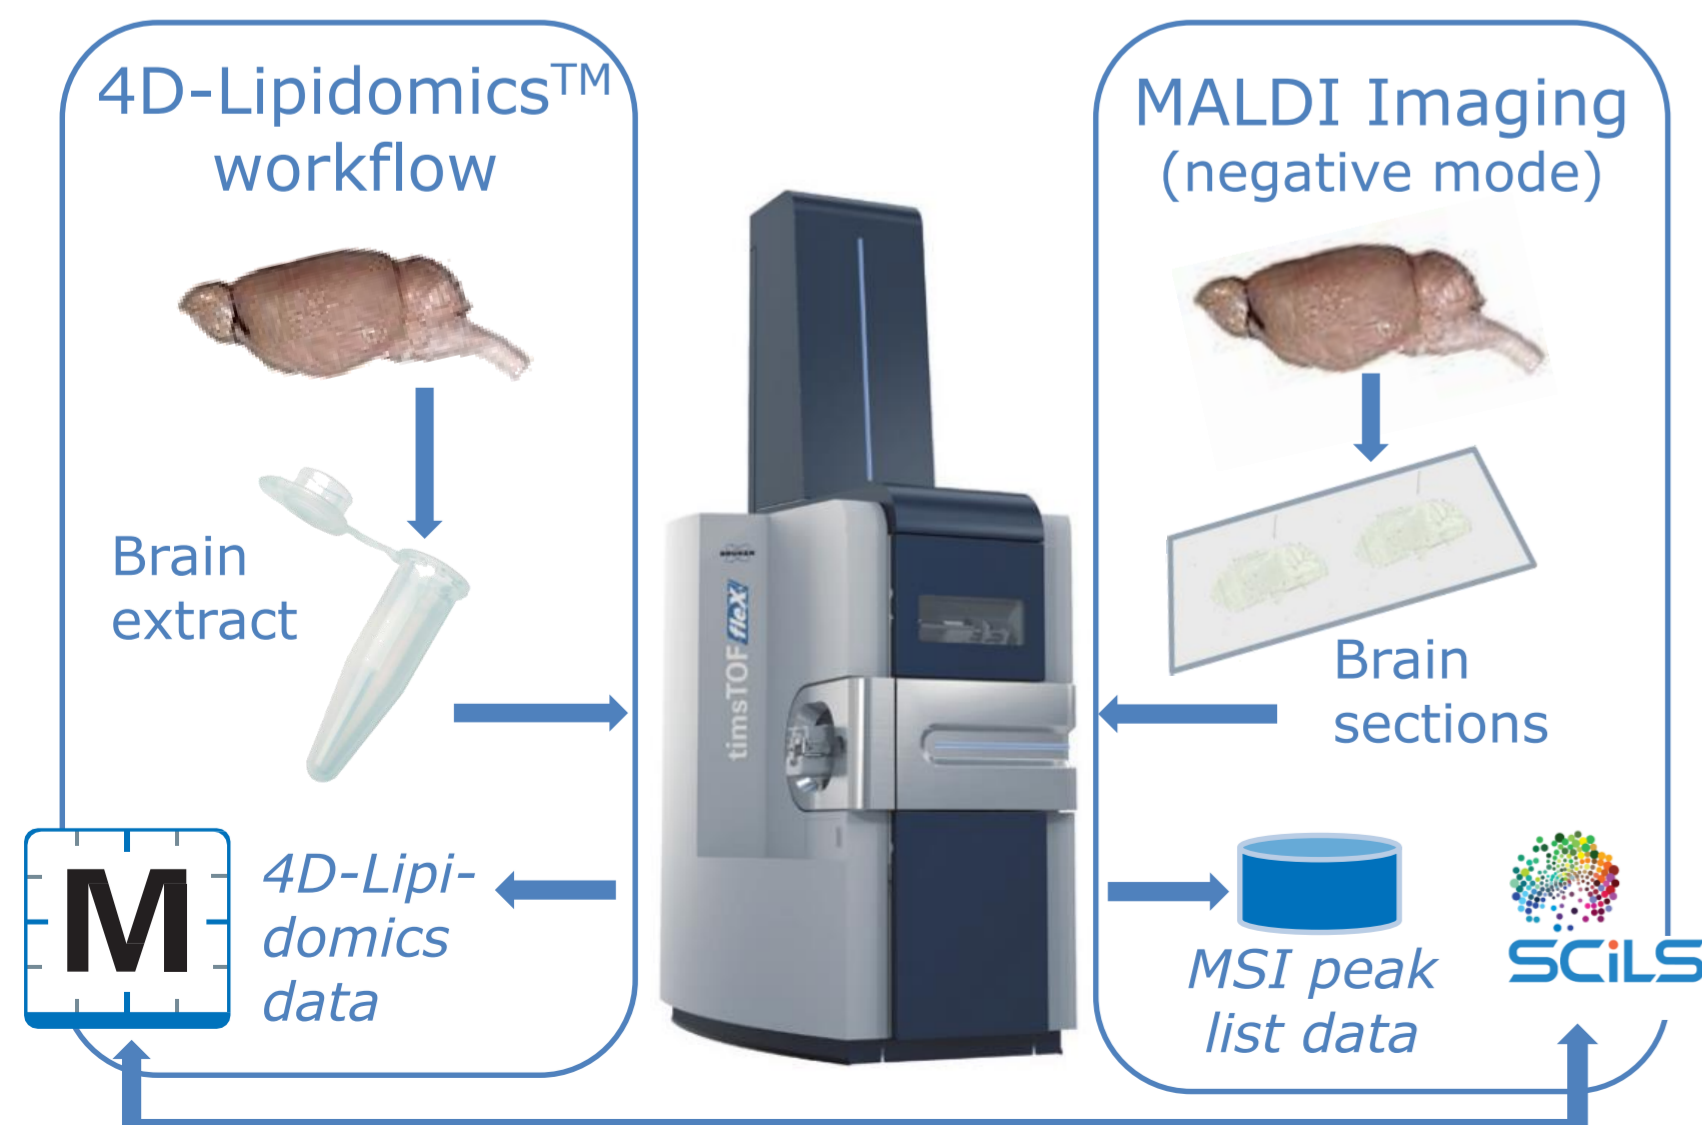 4D-Lipidomics™
workflow
Brain
extract
M
4D-Lipi-
domics
data
BRUKER
timsTOF fleX
MALDI Imaging
(negative mode)
Brain
sections
MSI peak
list data
SCiLS